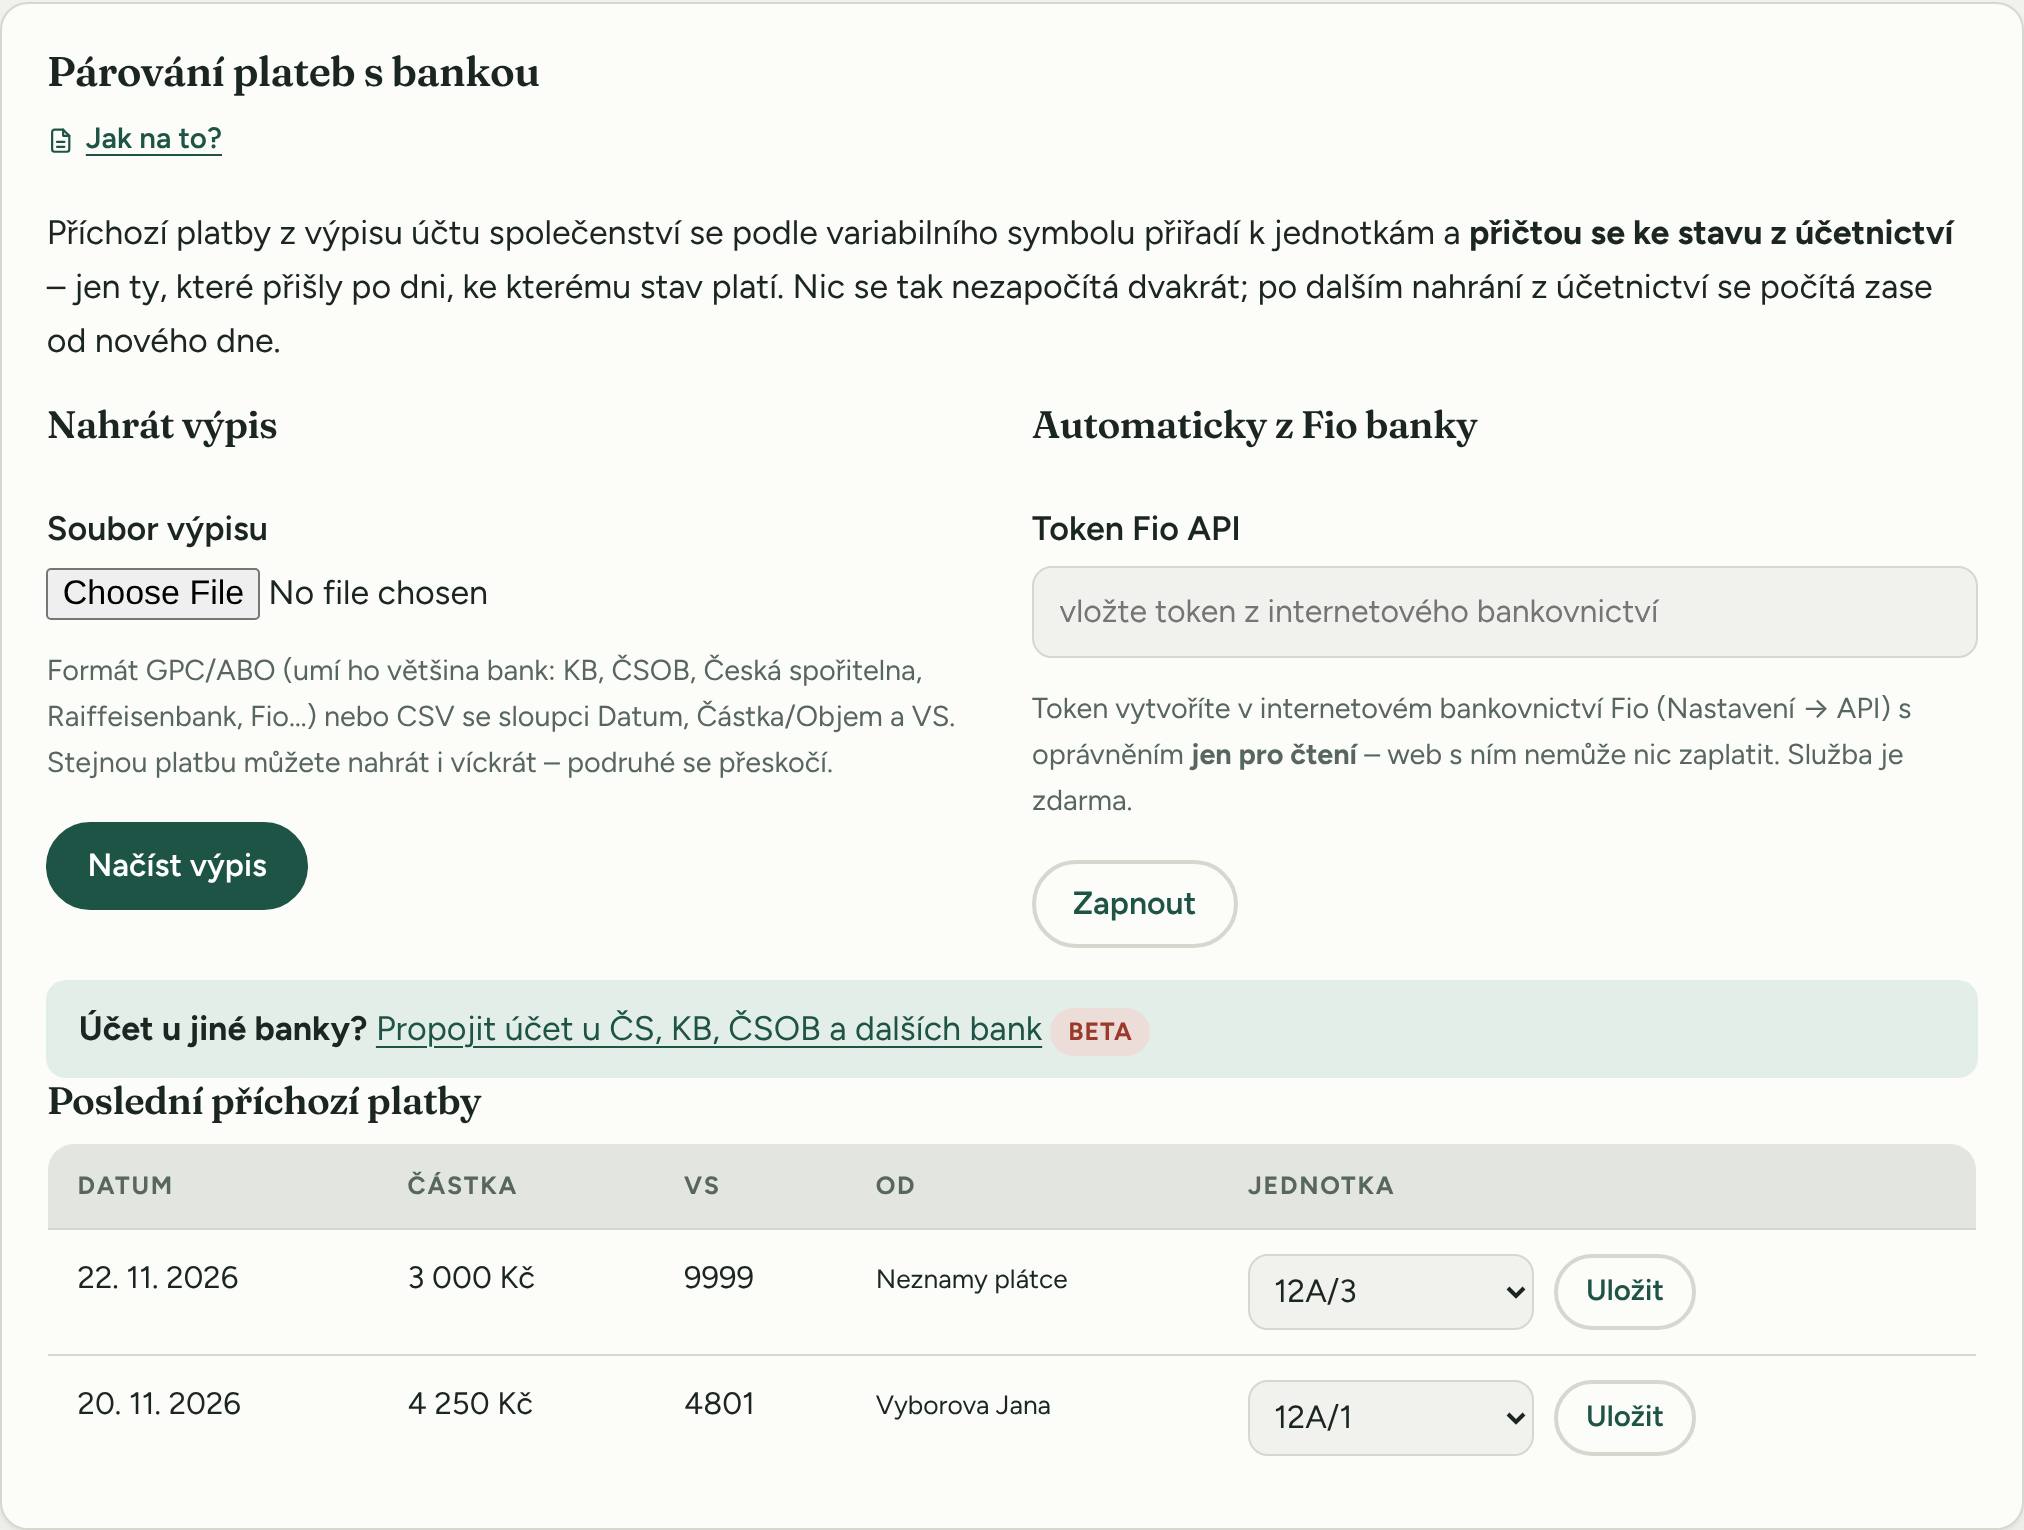 Párování plateb s bankou
Jak na to?
Příchozí platby z výpisu účtu společenství se podle variabilního symbolu přiřadí k jednotkám a přičtou se ke stavu z účetnictví
– jen ty, které přišly po dni, ke kterému stav platí. Nic se tak nezapočítá dvakrát; po dalším nahrání z účetnictví se počítá zase
od nového dne.
Nahrát výpis
Soubor výpisu
Choose File No file chosen
Formát GPC/ABO (umí ho většina bank: KB, ČSOB, Česká spořitelna,
Raiffeisenbank, Fio…) nebo CSV se sloupci Datum, Částka/Objem a VS.
Stejnou platbu můžete nahrát i víckrát – podruhé se přeskočí.
Načíst výpis
Automaticky z Fio banky
Token Fio API
vložte token z internetového bankovnictví
Token vytvoříte v internetovém bankovnictví Fio (Nastavení → API) s
oprávněním jen pro čtení – web s ním nemůže nic zaplatit. Služba je
zdarma.
Zapnout
Účet u jiné banky? Propojit účet u ČS, KB, ČSOB a dalších bank BETA
Poslední příchozí platby
DATUM ČÁSTKA VS OD JEDNOTKA
22. 11. 2026 3 000 Kč 9999 Neznamy plátce 12A/3 Uložit
20. 11. 2026 4 250 Kč 4801 Vyborova Jana 12A/1 Uložit